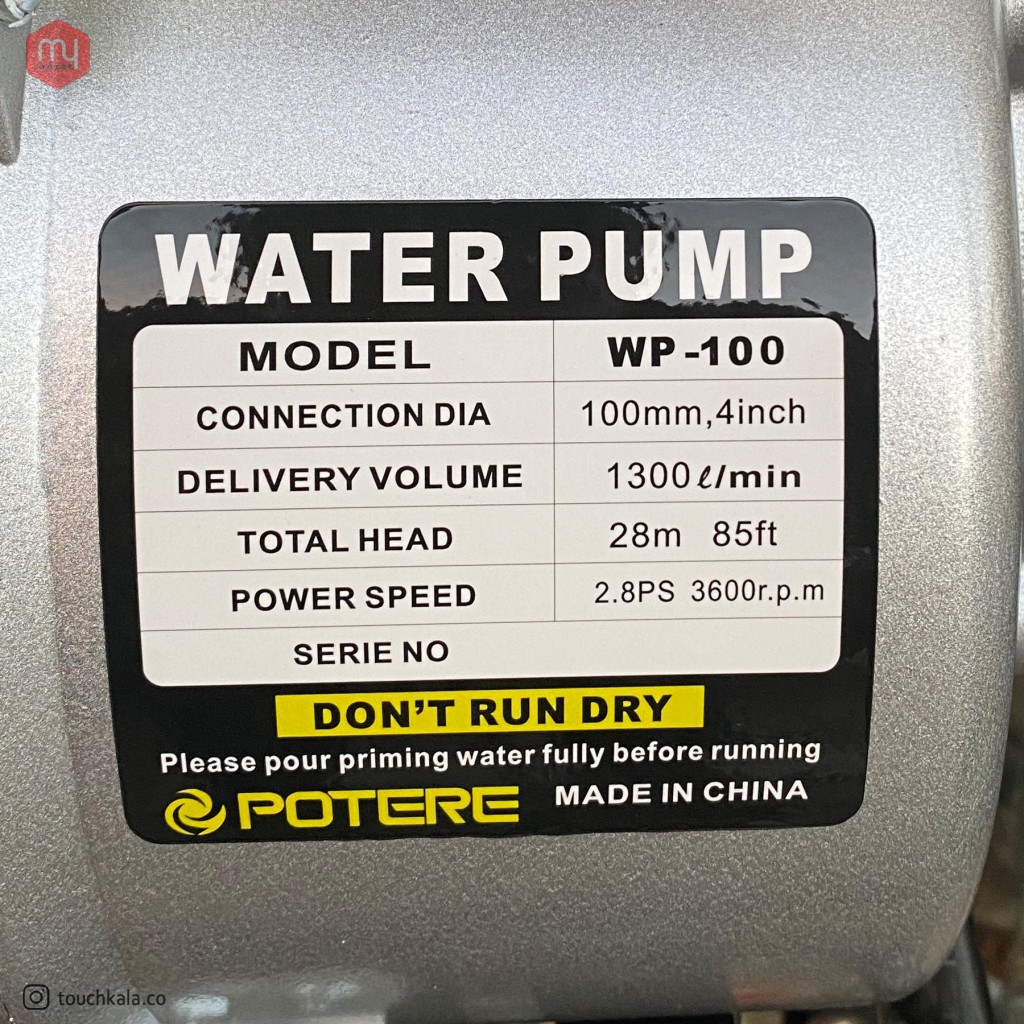 my
WATER PUMP
MODEL WP-100
CONNECTION DIA 100mm,4inch
DELIVERY VOLUME 1300ℓ/min
TOTAL HEAD 28m 85ft
POWER SPEED 2.8PS 3600r.p.m
SERIE NO
DON'T RUN DRY
Please pour priming water fully before running
POTERE MADE IN CHINA
touchkala.co